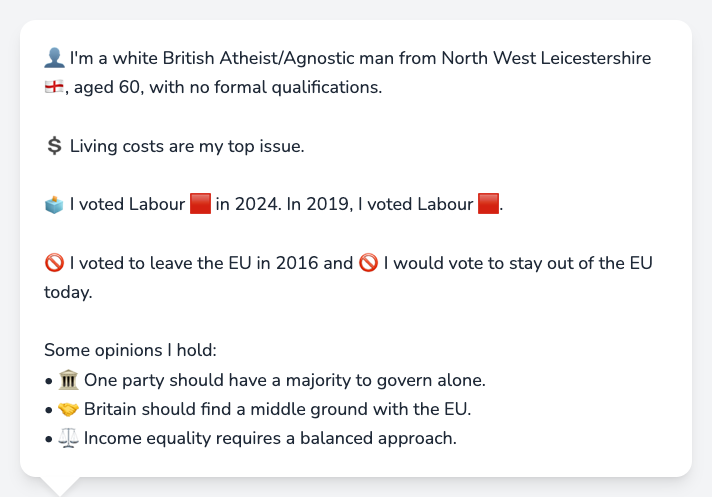 👤 I'm a white British Atheist/Agnostic man from North West Leicestershire
🏴󠁧󠁢󠁥󠁮󠁧󠁿, aged 60, with no formal qualifications.
💲 Living costs are my top issue.
🗳️ I voted Labour 🟥 in 2024. In 2019, I voted Labour 🟥.
🚫 I voted to leave the EU in 2016 and 🚫 I would vote to stay out of the EU
today.
Some opinions I hold:
• 🏛️ One party should have a majority to govern alone.
• 🤝 Britain should find a middle ground with the EU.
• ⚖️ Income equality requires a balanced approach.